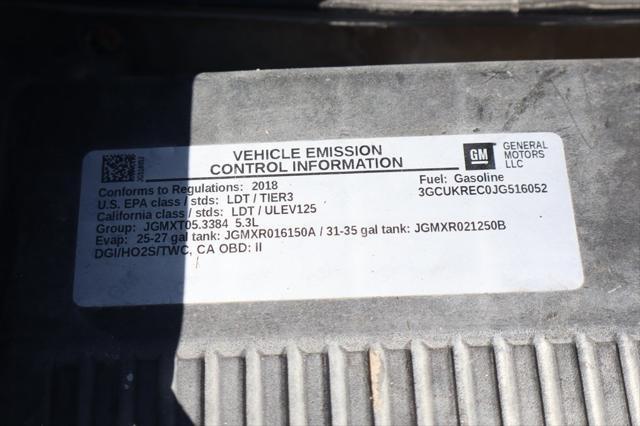 VEHICLE EMISSION
CONTROL INFORMATION
GM
GENERAL
MOTORS
LLC
Conforms to Regulations: 2018
Fuel: Gasoline
U.S. EPA class / stds: LDT / TIER3
3GCUKREC0JG516052
California class / stds: LDT / ULEV125
Group: JGMXT05.3384 5.3L
Evap: 25-27 gal tank: JGMXR016150A / 31-35 gal tank: JGMXR021250B
DGI/HO2S/TWC, CA OBD: II